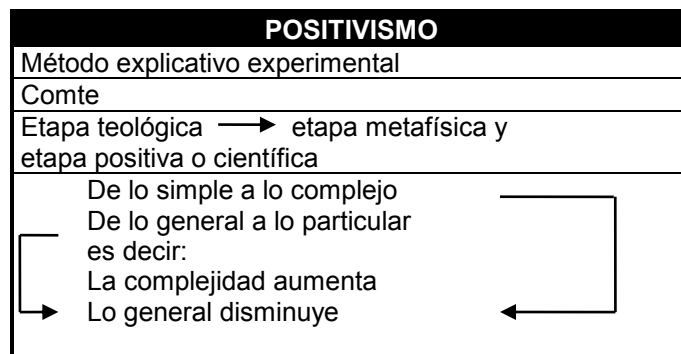 POSITIVISMO
Método explicativo experimental
Comte
Etapa teológica etapa metafísica y
etapa positiva o científica
De lo simple a lo complejo
De lo general a lo particular
es decir:
La complejidad aumenta
Lo general disminuye